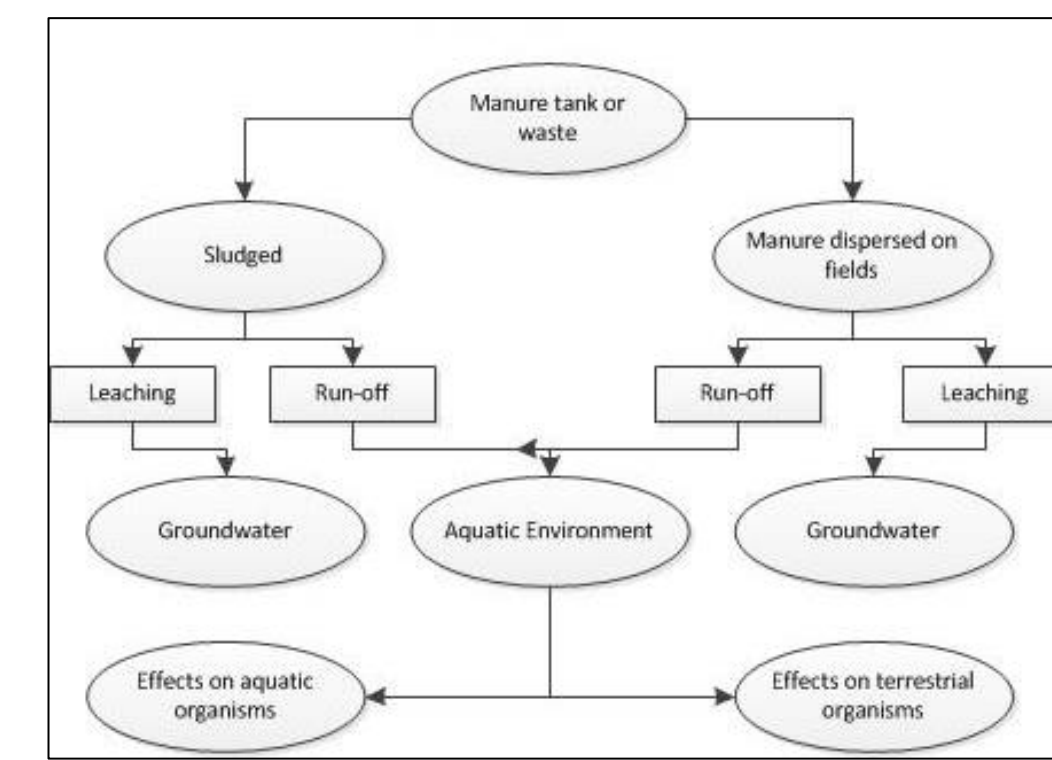 Manure tank or
waste
Sludged
Manure dispersed on
fields
Leaching
Run-off
Run-off
Leaching
Groundwater
Aquatic Environment
Groundwater
Effects on aquatic
organisms
Effects on terrestrial
organisms